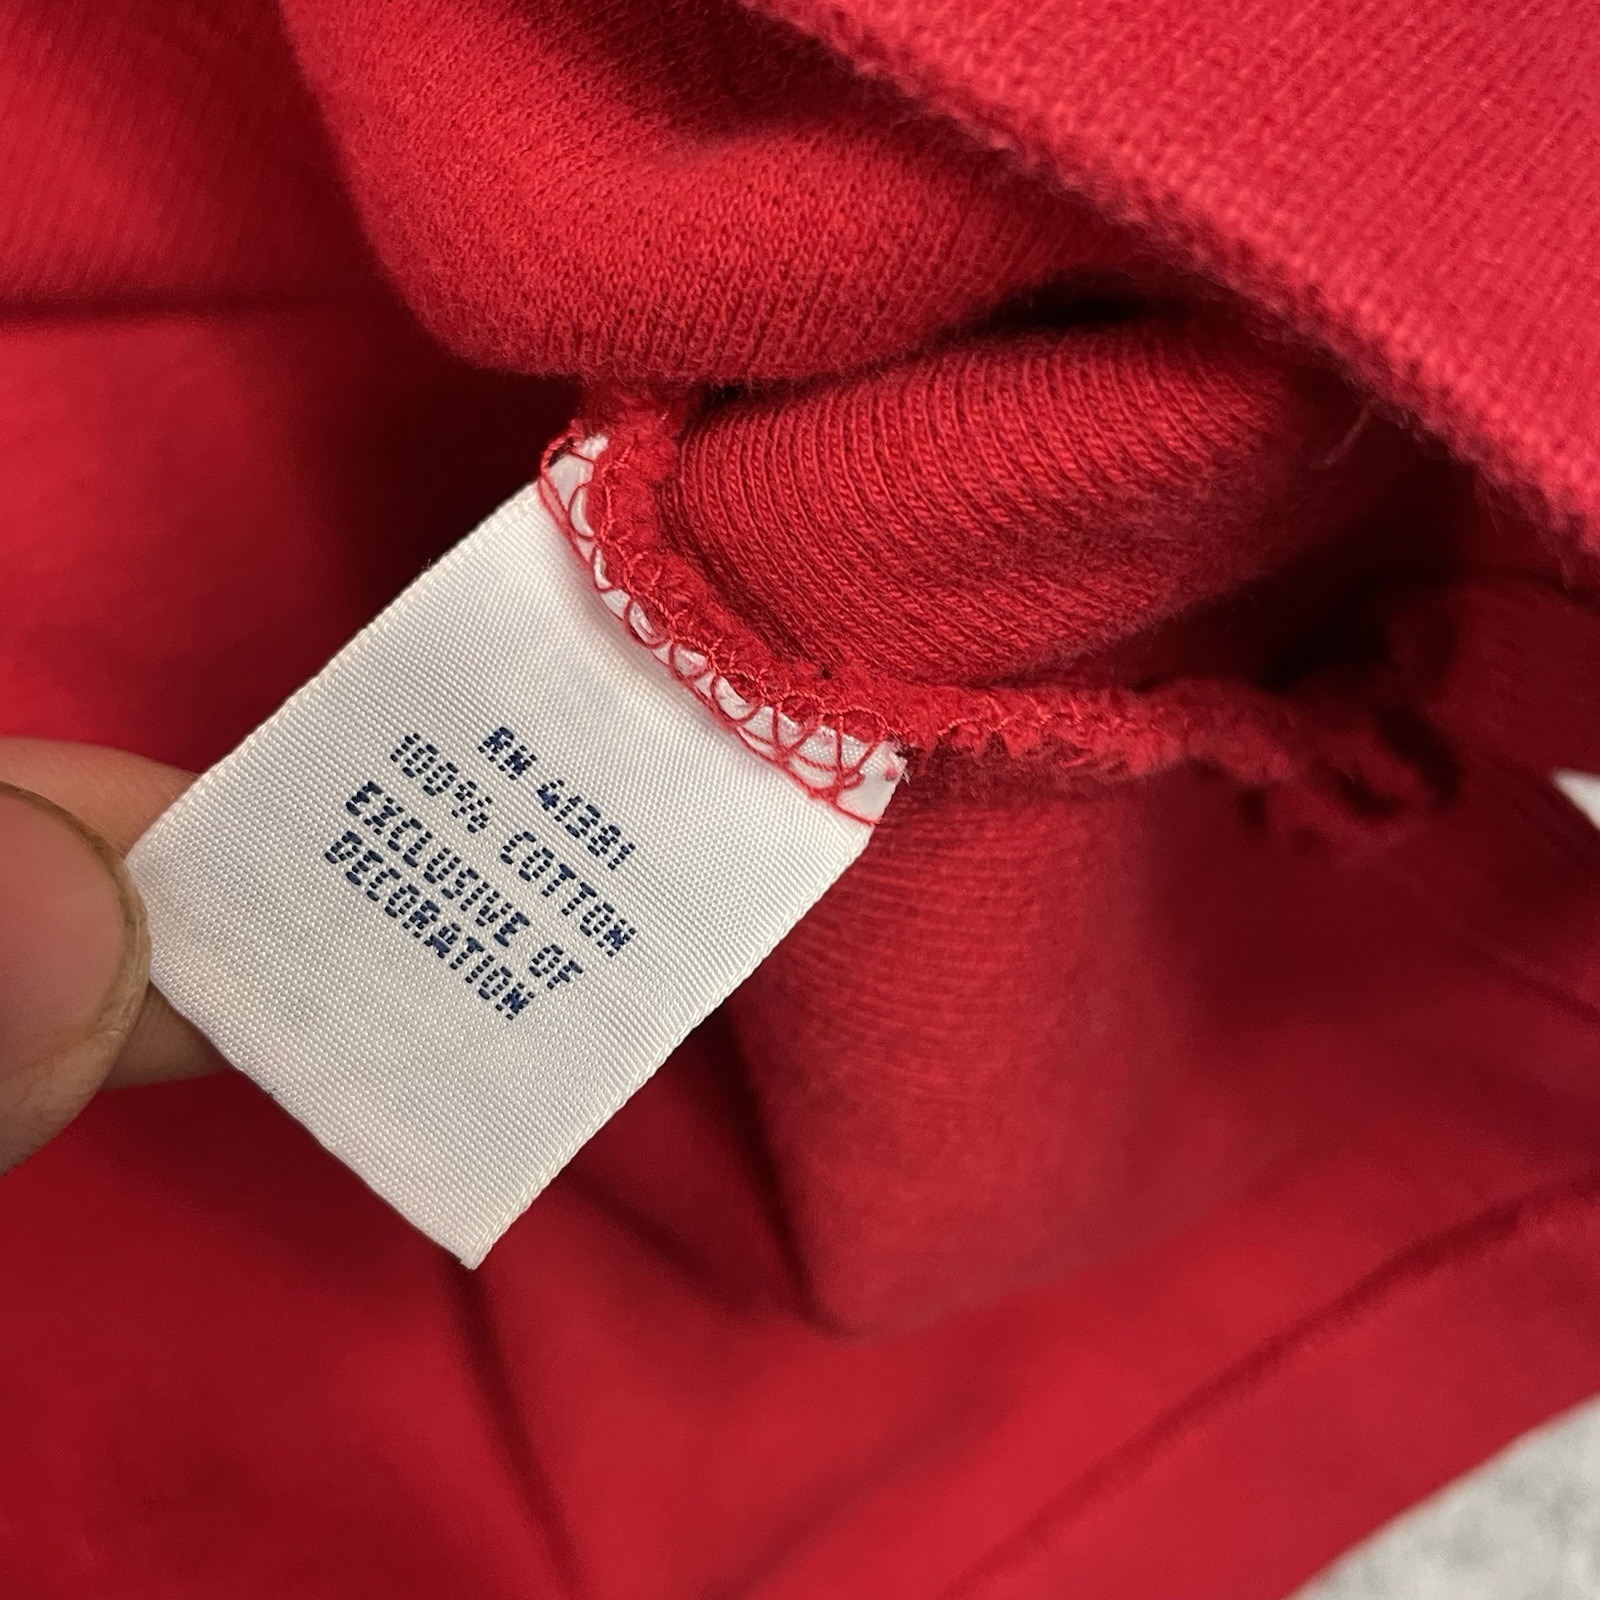 RN 41381
100% COTTON
EXCLUSIVE OF
DECORATION